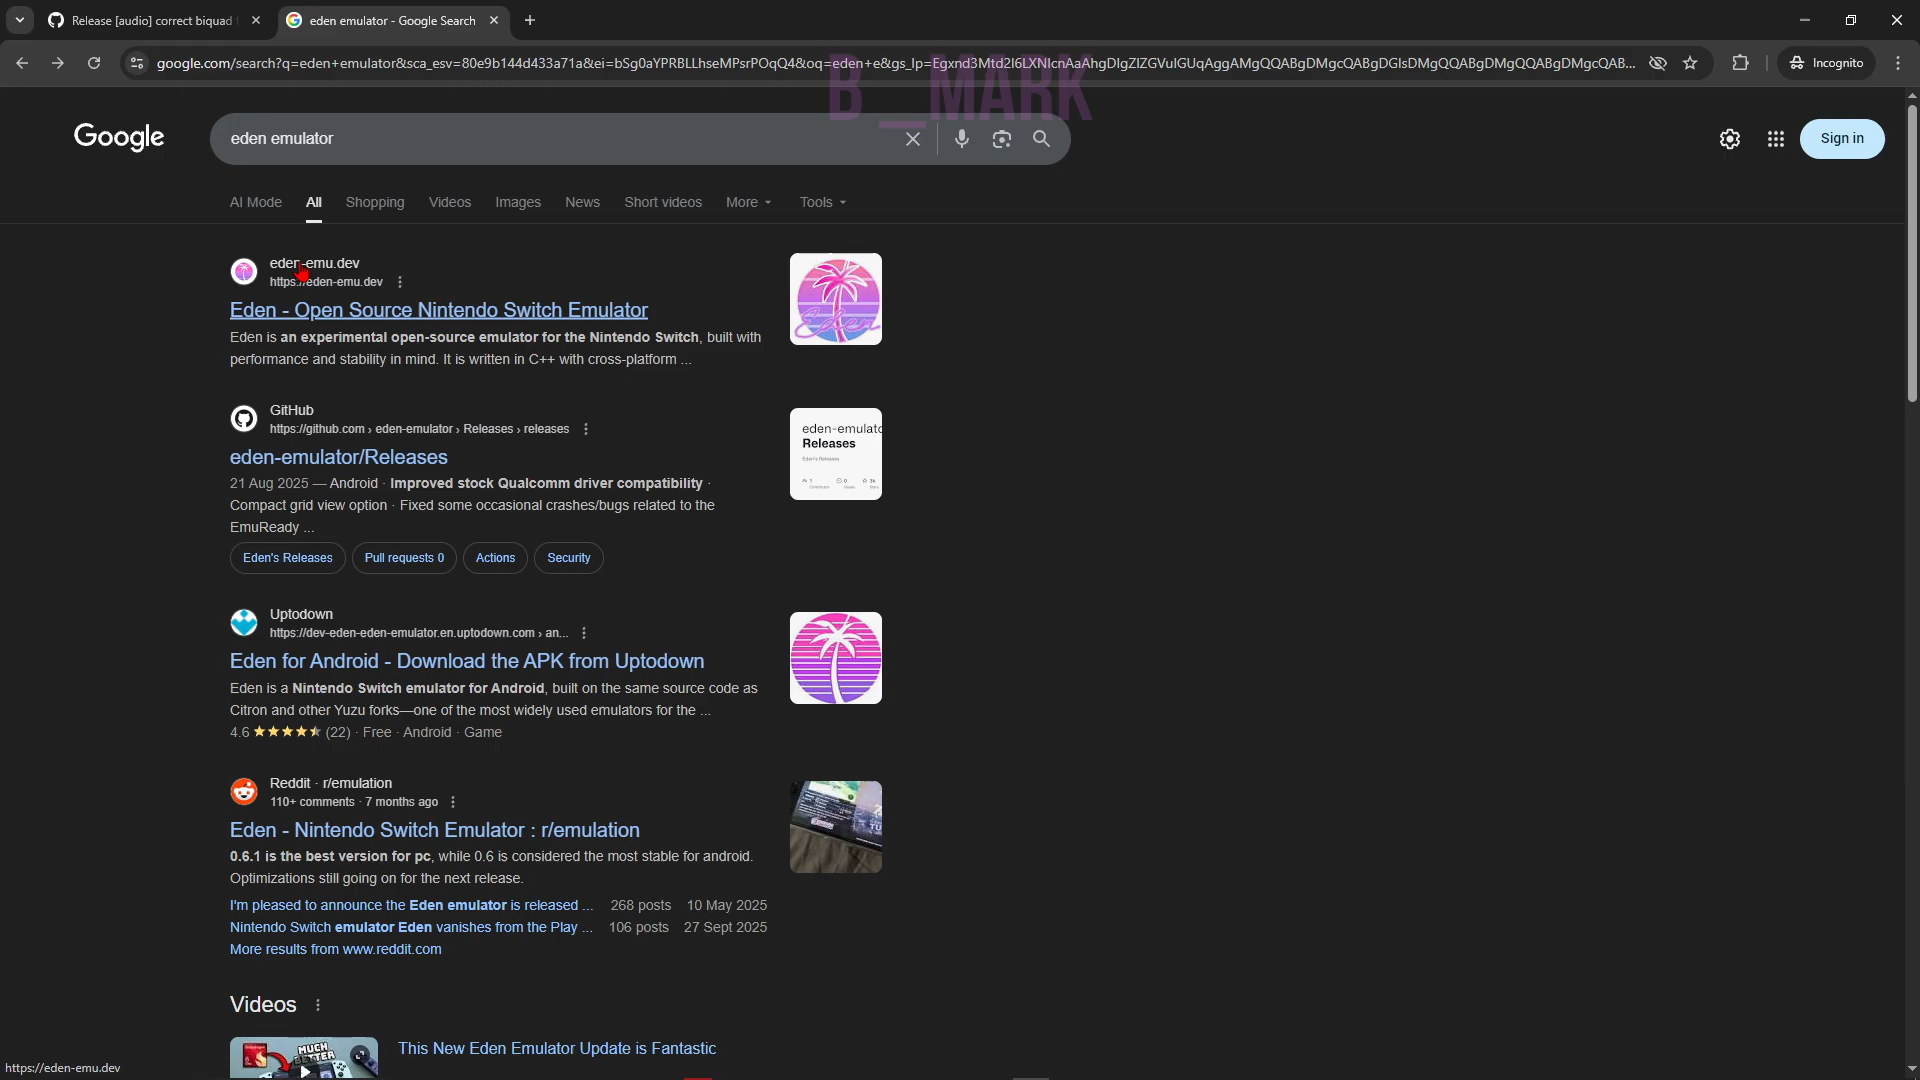 Release [audio] correct biquad
eden emulator - Google Search
google.com/search?q=eden+emulator&sca_esv=80e9b144d433a71a&ei=bSg0aYPRBLLhseMPsrPOqQ4&oq=eden+e&gs_lp=Egxnd3Mtd2l6LXNlcnAaAhgDIgZlZGVuIGUqAggAMgQQABgDMgcQABgDGIsDMgQQABgDMgQQABgDMgcQAB...
Incognito
B_MARK
Google
eden emulator
Sign in
AI Mode
All
Shopping
Videos
Images
News
Short videos
More
Tools
eden-emu.dev
https://eden-emu.dev
Eden - Open Source Nintendo Switch Emulator
Eden is an experimental open-source emulator for the Nintendo Switch, built with
performance and stability in mind. It is written in C++ with cross-platform ...
Eden
GitHub
https://github.com › eden-emulator › Releases › releases
eden-emulator/Releases
21 Aug 2025 — Android · Improved stock Qualcomm driver compatibility ·
Compact grid view option · Fixed some occasional crashes/bugs related to the
EmuReady ...
eden-emulato
Releases
Eden's Releases
Eden's Releases
Pull requests 0
Actions
Security
Uptodown
https://dev-eden-eden-emulator.en.uptodown.com › an...
Eden for Android - Download the APK from Uptodown
Eden is a Nintendo Switch emulator for Android, built on the same source code as
Citron and other Yuzu forks—one of the most widely used emulators for the ...
4.6 (22) · Free · Android · Game
Reddit · r/emulation
110+ comments · 7 months ago
Eden - Nintendo Switch Emulator : r/emulation
0.6.1 is the best version for pc, while 0.6 is considered the most stable for android.
Optimizations still going on for the next release.
I'm pleased to announce the Eden emulator is released ... 268 posts 10 May 2025
Nintendo Switch emulator Eden vanishes from the Play ... 106 posts 27 Sept 2025
More results from www.reddit.com
Videos
MUCH
BETTER
This New Eden Emulator Update is Fantastic
https://eden-emu.dev